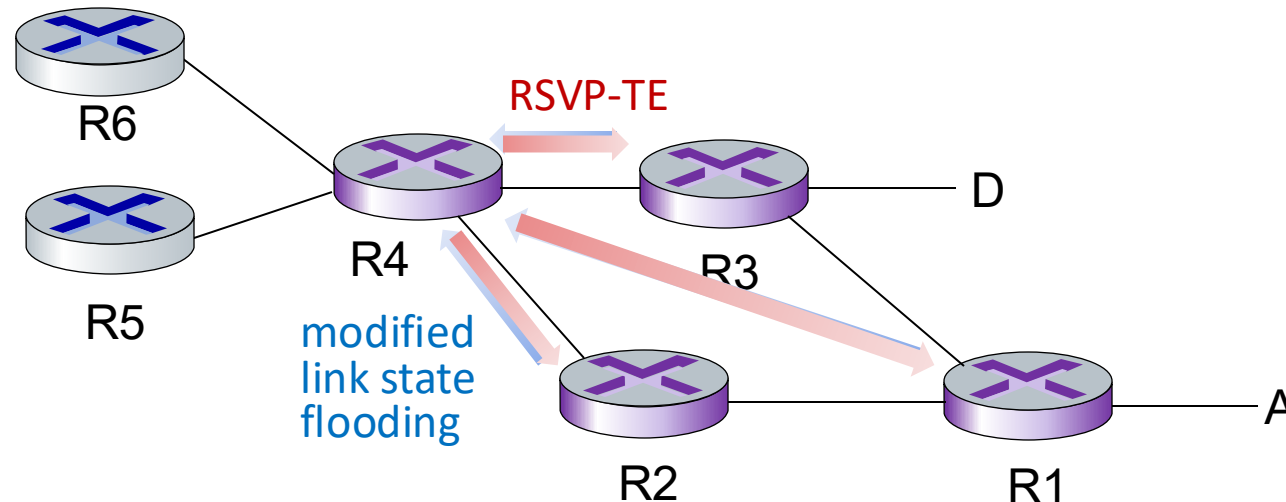 R6
RSVP-TE
D
R4
R3
R5
modified
link state
flooding
A
R2
R1